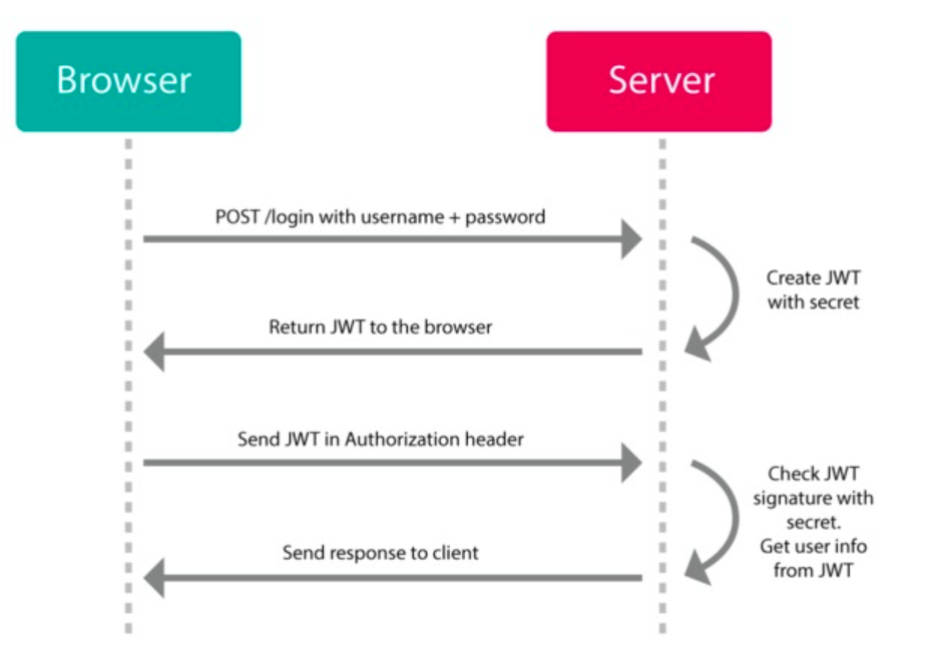 Browser
Server
POST /login with username + password
Create JWT
with secret
Return JWT to the browser
Send JWT in Authorization header
Check JWT
signature with
secret.
Get user info
from JWT
Send response to client